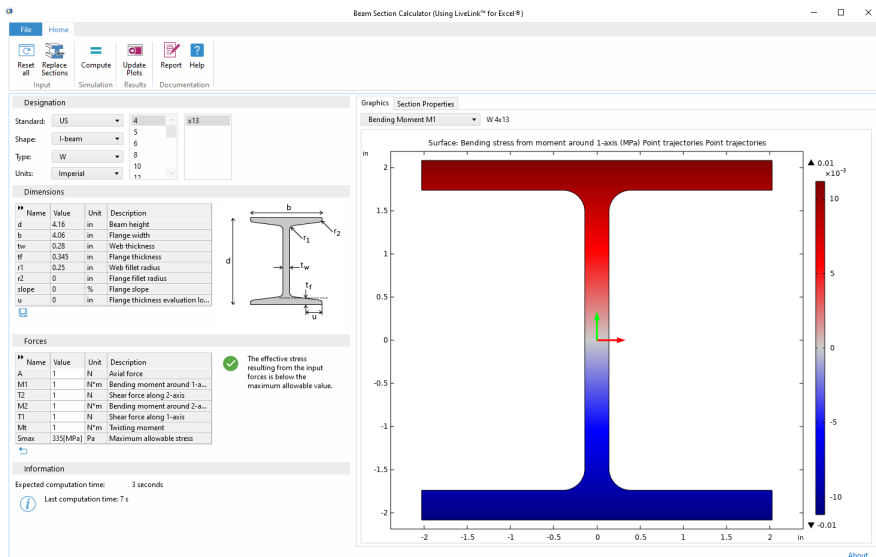 Beam Section Calculator (Using LiveLink™ for Excel®)
File Home
Reset all
Replace Sections
Compute
Update Plots
Report
Help
Input Simulation Results Documentation
Designation
Standard: US
Shape: I-beam
Type: W
Units: Imperial
4
5
6
8
10
12
x13
Dimensions
Name Value Unit Description
d 4.16 in Beam height
b 4.06 in Flange width
tw 0.28 in Web thickness
tf 0.345 in Flange thickness
r1 0.25 in Web fillet radius
r2 0 in Flange fillet radius
slope 0 % Flange slope
u 0 in Flange thickness evaluation lo...
b
r1
r2
d
tw
tf
u
Forces
Name Value Unit Description
A 1 N Axial force
M1 1 N*m Bending moment around 1-a...
T2 1 N Shear force along 2-axis
M2 1 N*m Bending moment around 2-a...
T1 1 N Shear force along 1-axis
Mt 1 N*m Twisting moment
Smax 335[MPa] Pa Maximum allowable stress
The effective stress
resulting from the input
forces is below the
maximum allowable value.
Information
Expected computation time: 3 seconds
Last computation time: 7 s
Graphics Section Properties
Bending Moment M1 W 4x13
Surface: Bending stress from moment around 1-axis (MPa) Point trajectories Point trajectories
in
2
1.5
1
0.5
0
-0.5
-1
-1.5
-2
-2 -1.5 -1 -0.5 0 0.5 1 1.5 2 in
▲ 0.01
×10⁻³
10
5
0
-5
-10
▼ -0.01
About